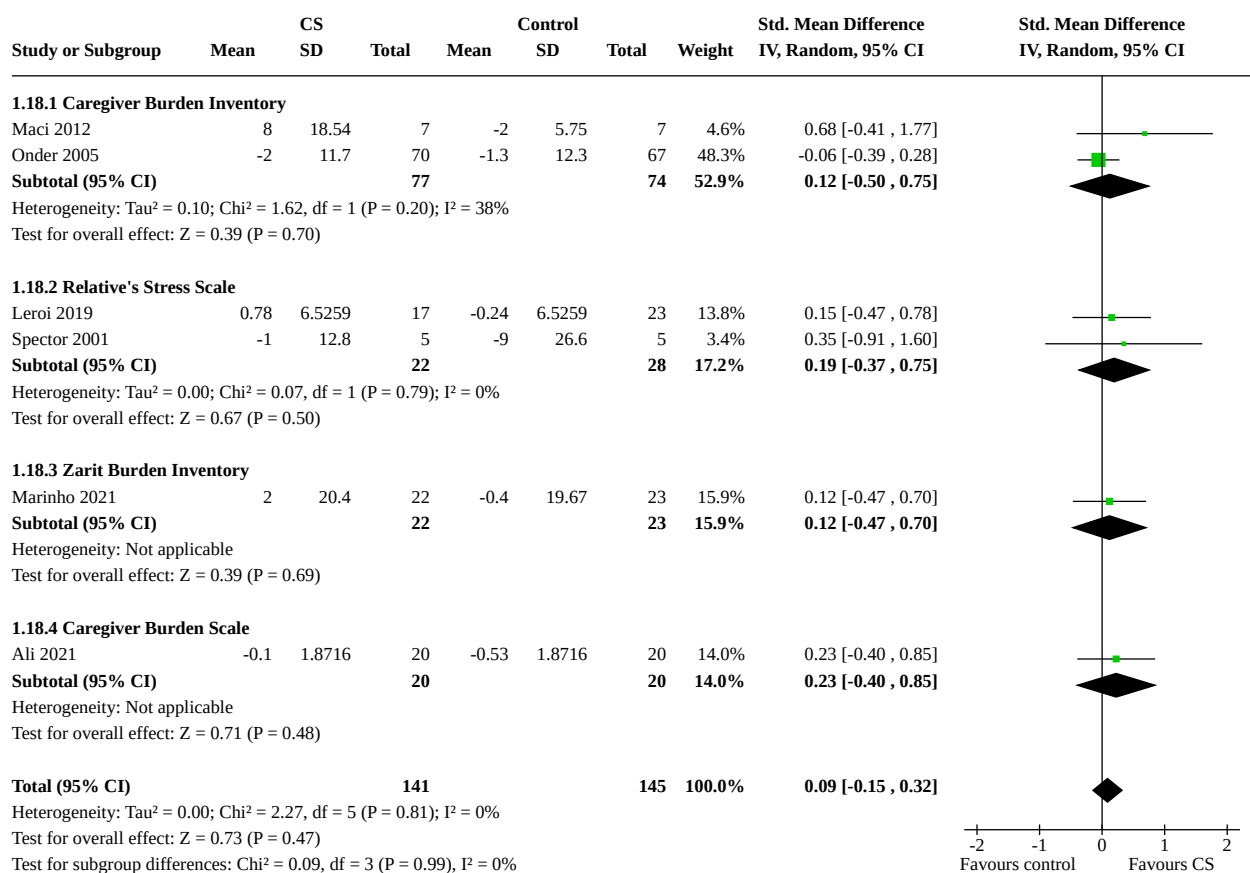 CS Control Std. Mean Difference Std. Mean Difference
Study or Subgroup Mean SD Total Mean SD Total Weight IV, Random, 95% CI IV, Random, 95% CI
1.18.1 Caregiver Burden Inventory
Maci 2012 8 18.54 7 -2 5.75 7 4.6% 0.68 [-0.41 , 1.77]
Onder 2005 -2 11.7 70 -1.3 12.3 67 48.3% -0.06 [-0.39 , 0.28]
Subtotal (95% CI) 77 74 52.9% 0.12 [-0.50 , 0.75]
Heterogeneity: Tau² = 0.10; Chi² = 1.62, df = 1 (P = 0.20); I² = 38%
Test for overall effect: Z = 0.39 (P = 0.70)
1.18.2 Relative's Stress Scale
Leroi 2019 0.78 6.5259 17 -0.24 6.5259 23 13.8% 0.15 [-0.47 , 0.78]
Spector 2001 -1 12.8 5 -9 26.6 5 3.4% 0.35 [-0.91 , 1.60]
Subtotal (95% CI) 22 28 17.2% 0.19 [-0.37 , 0.75]
Heterogeneity: Tau² = 0.00; Chi² = 0.07, df = 1 (P = 0.79); I² = 0%
Test for overall effect: Z = 0.67 (P = 0.50)
1.18.3 Zarit Burden Inventory
Marinho 2021 2 20.4 22 -0.4 19.67 23 15.9% 0.12 [-0.47 , 0.70]
Subtotal (95% CI) 22 23 15.9% 0.12 [-0.47 , 0.70]
Heterogeneity: Not applicable
Test for overall effect: Z = 0.39 (P = 0.69)
1.18.4 Caregiver Burden Scale
Ali 2021 -0.1 1.8716 20 -0.53 1.8716 20 14.0% 0.23 [-0.40 , 0.85]
Subtotal (95% CI) 20 20 14.0% 0.23 [-0.40 , 0.85]
Heterogeneity: Not applicable
Test for overall effect: Z = 0.71 (P = 0.48)
Total (95% CI) 141 145 100.0% 0.09 [-0.15 , 0.32]
Heterogeneity: Tau² = 0.00; Chi² = 2.27, df = 5 (P = 0.81); I² = 0%
Test for overall effect: Z = 0.73 (P = 0.47)
-2 -1 0 1 2
Test for subgroup differences: Chi² = 0.09, df = 3 (P = 0.99), I² = 0% Favours control Favours CS